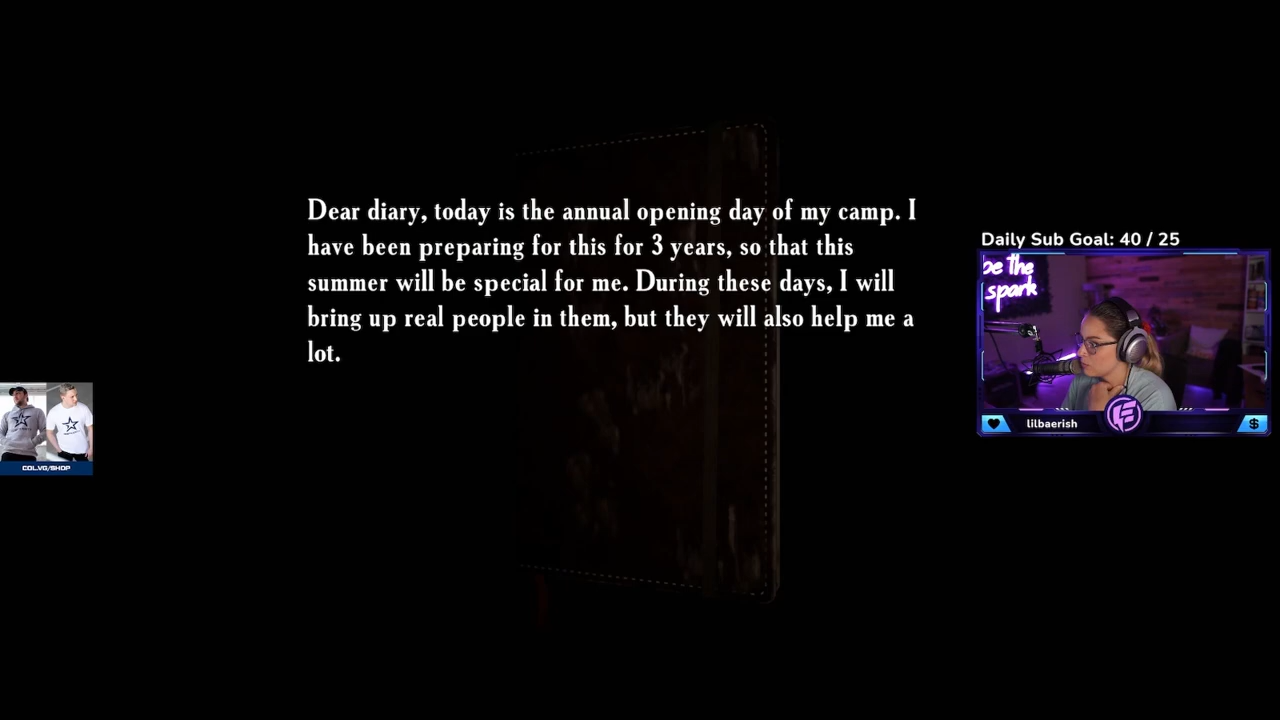 Dear diary, today is the annual opening day of my camp. I
have been preparing for this for 3 years, so that this
summer will be special for me. During these days, I will
bring up real people in them, but they will also help me a
lot.
Daily Sub Goal: 40 / 25
be the
spark
lilbaerish
$
COL.VG/SHOP